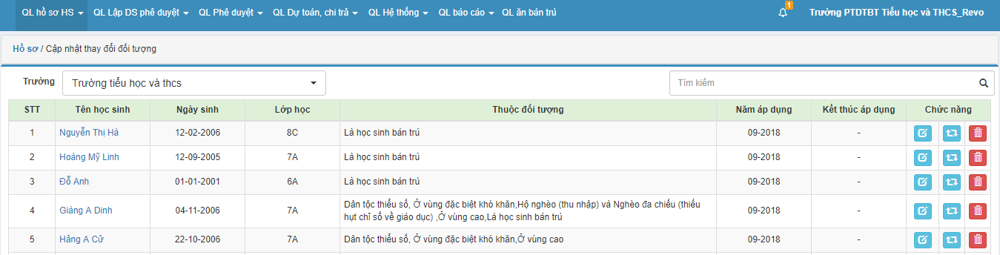 QL hồ sơ HS QL Lập DS phê duyệt QL Phê duyệt QL Dự toán, chi trả QL Hệ thống QL báo cáo QL ăn bán trú 1 Trường PTDTBT Tiểu học và THCS_Revo
Hồ sơ / Cập nhật thay đổi đối tượng
Trường Trường tiểu học và thcs Tìm kiếm
STT Tên học sinh Ngày sinh Lớp học Thuộc đối tượng Năm áp dụng Kết thúc áp dụng Chức năng
1 Nguyễn Thị Hà 12-02-2006 8C Là học sinh bán trú 09-2018 -
2 Hoàng Mỹ Linh 12-09-2005 7A Là học sinh bán trú 09-2018 -
3 Đỗ Anh 01-01-2001 6A Là học sinh bán trú 09-2018 -
4 Giàng A Dinh 04-11-2006 7A Dân tộc thiểu số, Ở vùng đặc biệt khó khăn,Hộ nghèo (thu nhập) và Nghèo đa chiều (thiếu
hụt chỉ số về giáo dục) ,Ở vùng cao,Là học sinh bán trú 09-2018 -
5 Hảng A Cử 22-10-2006 7A Dân tộc thiểu số, Ở vùng đặc biệt khó khăn,Ở vùng cao 09-2018 -